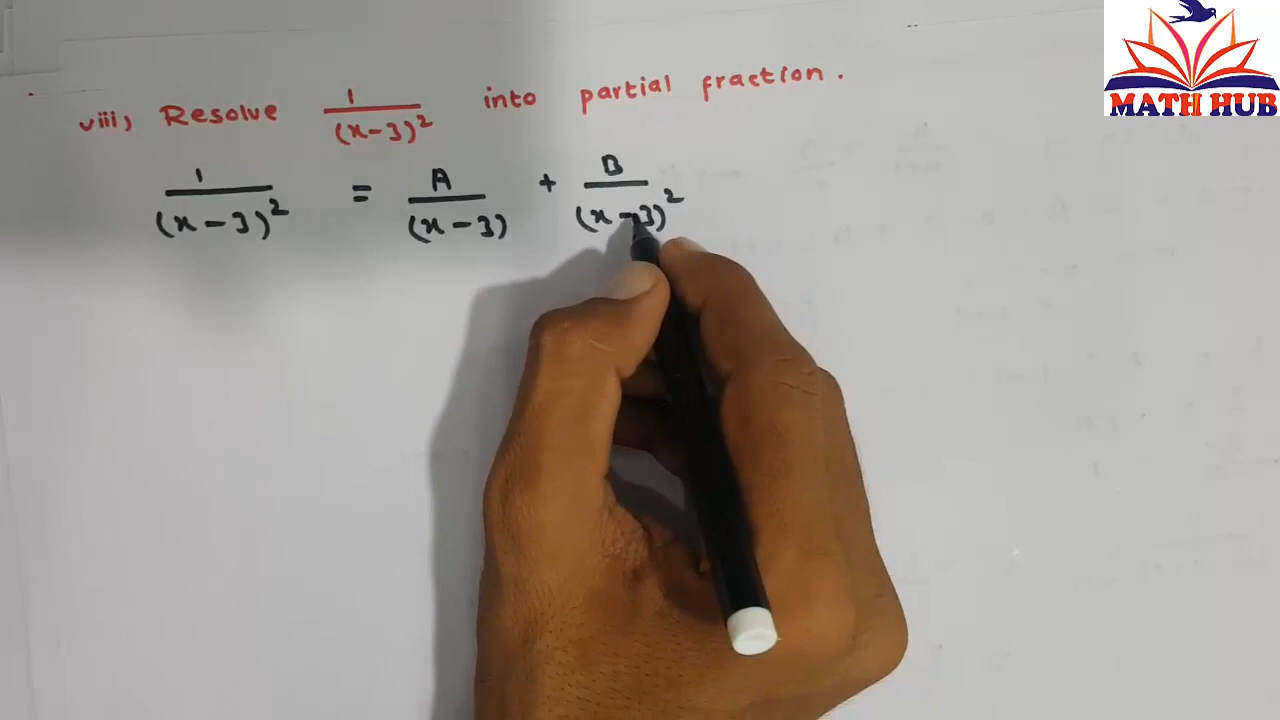 viii, Resolve 1/(x-3)² into partial fraction.
1/(x-3)² = A/(x-3) + B/(x-3)²
MATH HUB